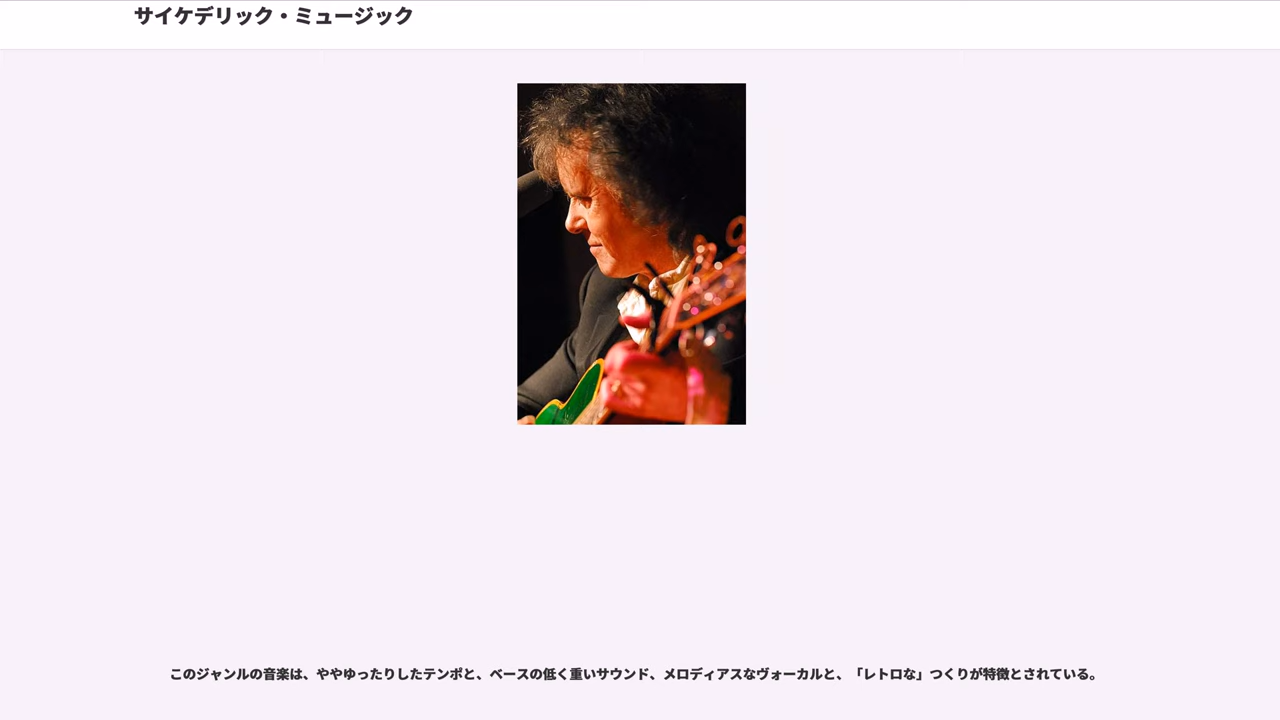 サイケデリック・ミュージック
このジャンルの音楽は、ややゆったりしたテンポと、ベースの低く重いサウンド、メロディアスなヴォーカルと、「レトロな」つくりが特徴とされている。